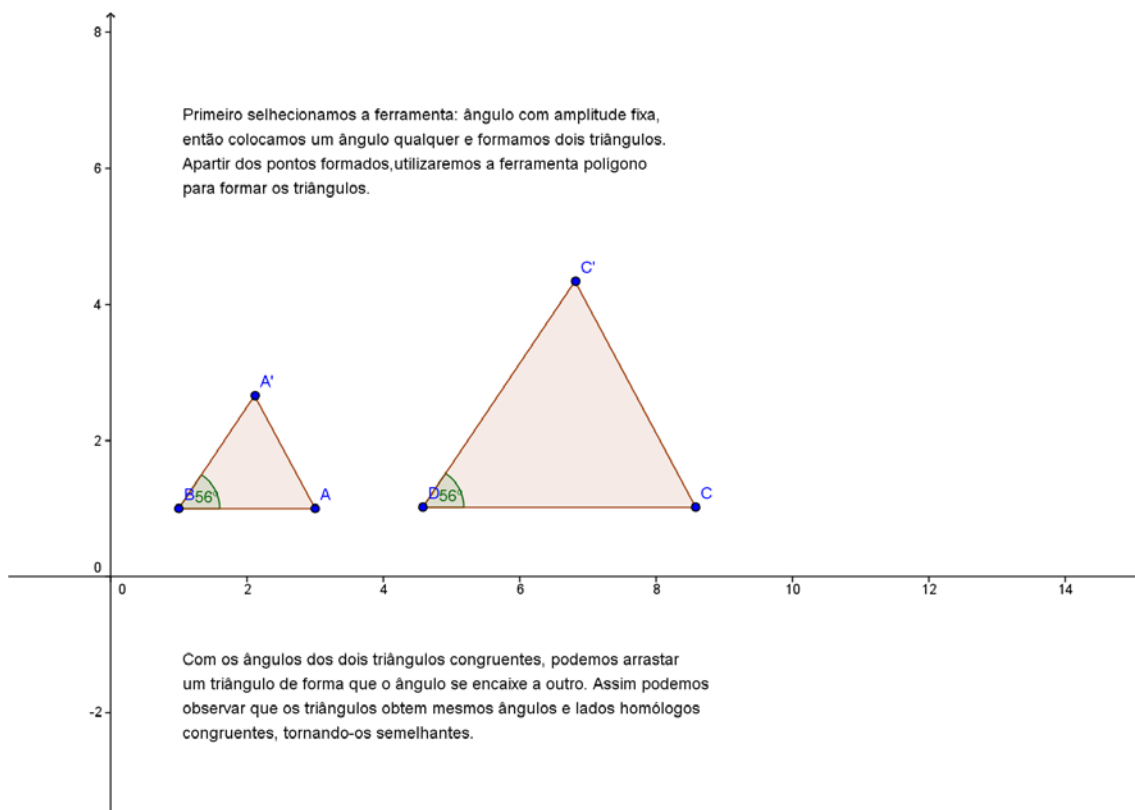 8
Primeiro selhecionamos a ferramenta: ângulo com amplitude fixa,
então colocamos um ângulo qualquer e formamos dois triângulos.
Apartir dos pontos formados,utilizaremos a ferramenta polígono
para formar os triângulos.
6
C'
4
A'
2
B 56° A
D 56° C
0
0 2 4 6 8 10 12 14
Com os ângulos dos dois triângulos congruentes, podemos arrastar
um triângulo de forma que o ângulo se encaixe a outro. Assim podemos
observar que os triângulos obtem mesmos ângulos e lados homólogos
congruentes, tornando-os semelhantes.
-2